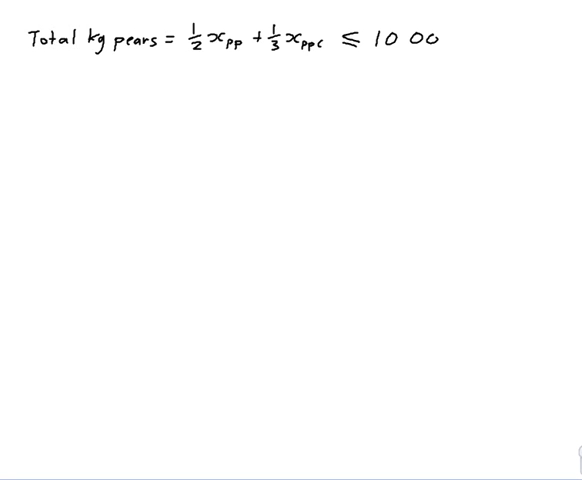 Total kg pears = 1/2 x_pp + 1/3 x_ppc ≤ 10 00